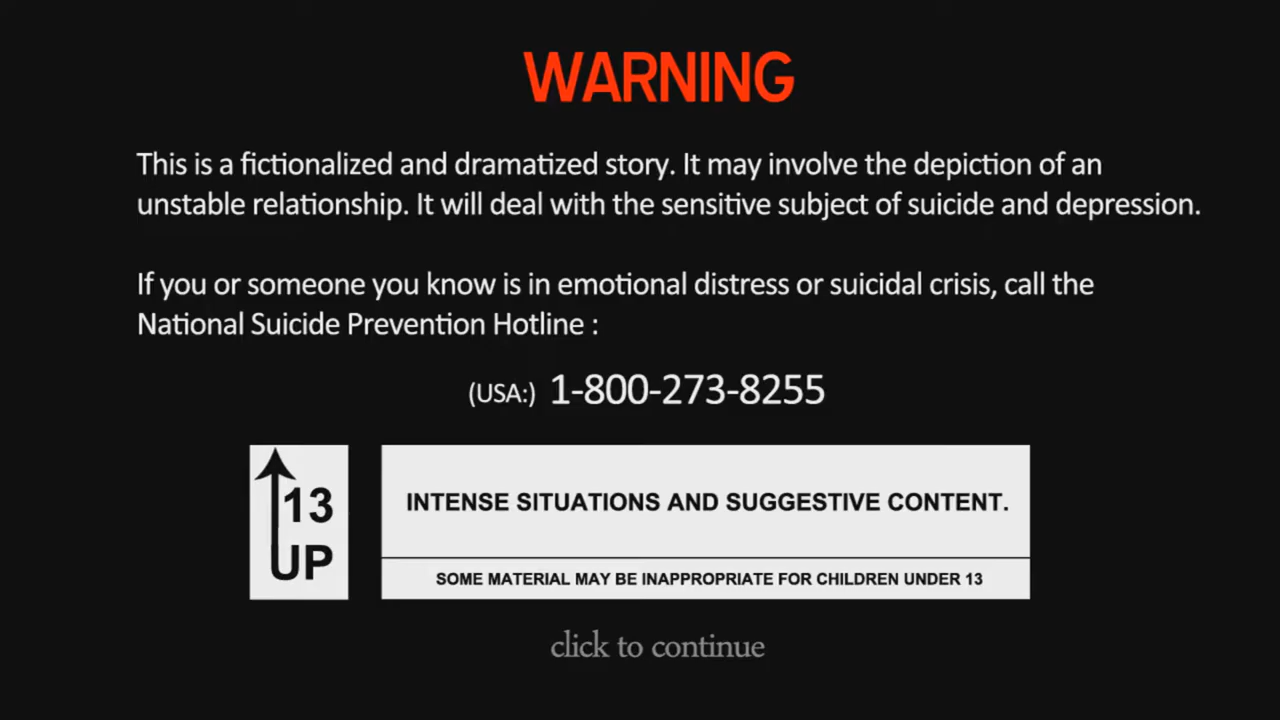 WARNING
This is a fictionalized and dramatized story. It may involve the depiction of an
unstable relationship. It will deal with the sensitive subject of suicide and depression.
If you or someone you know is in emotional distress or suicidal crisis, call the
National Suicide Prevention Hotline :
(USA:) 1-800-273-8255
13
UP
INTENSE SITUATIONS AND SUGGESTIVE CONTENT.
SOME MATERIAL MAY BE INAPPROPRIATE FOR CHILDREN UNDER 13
click to continue